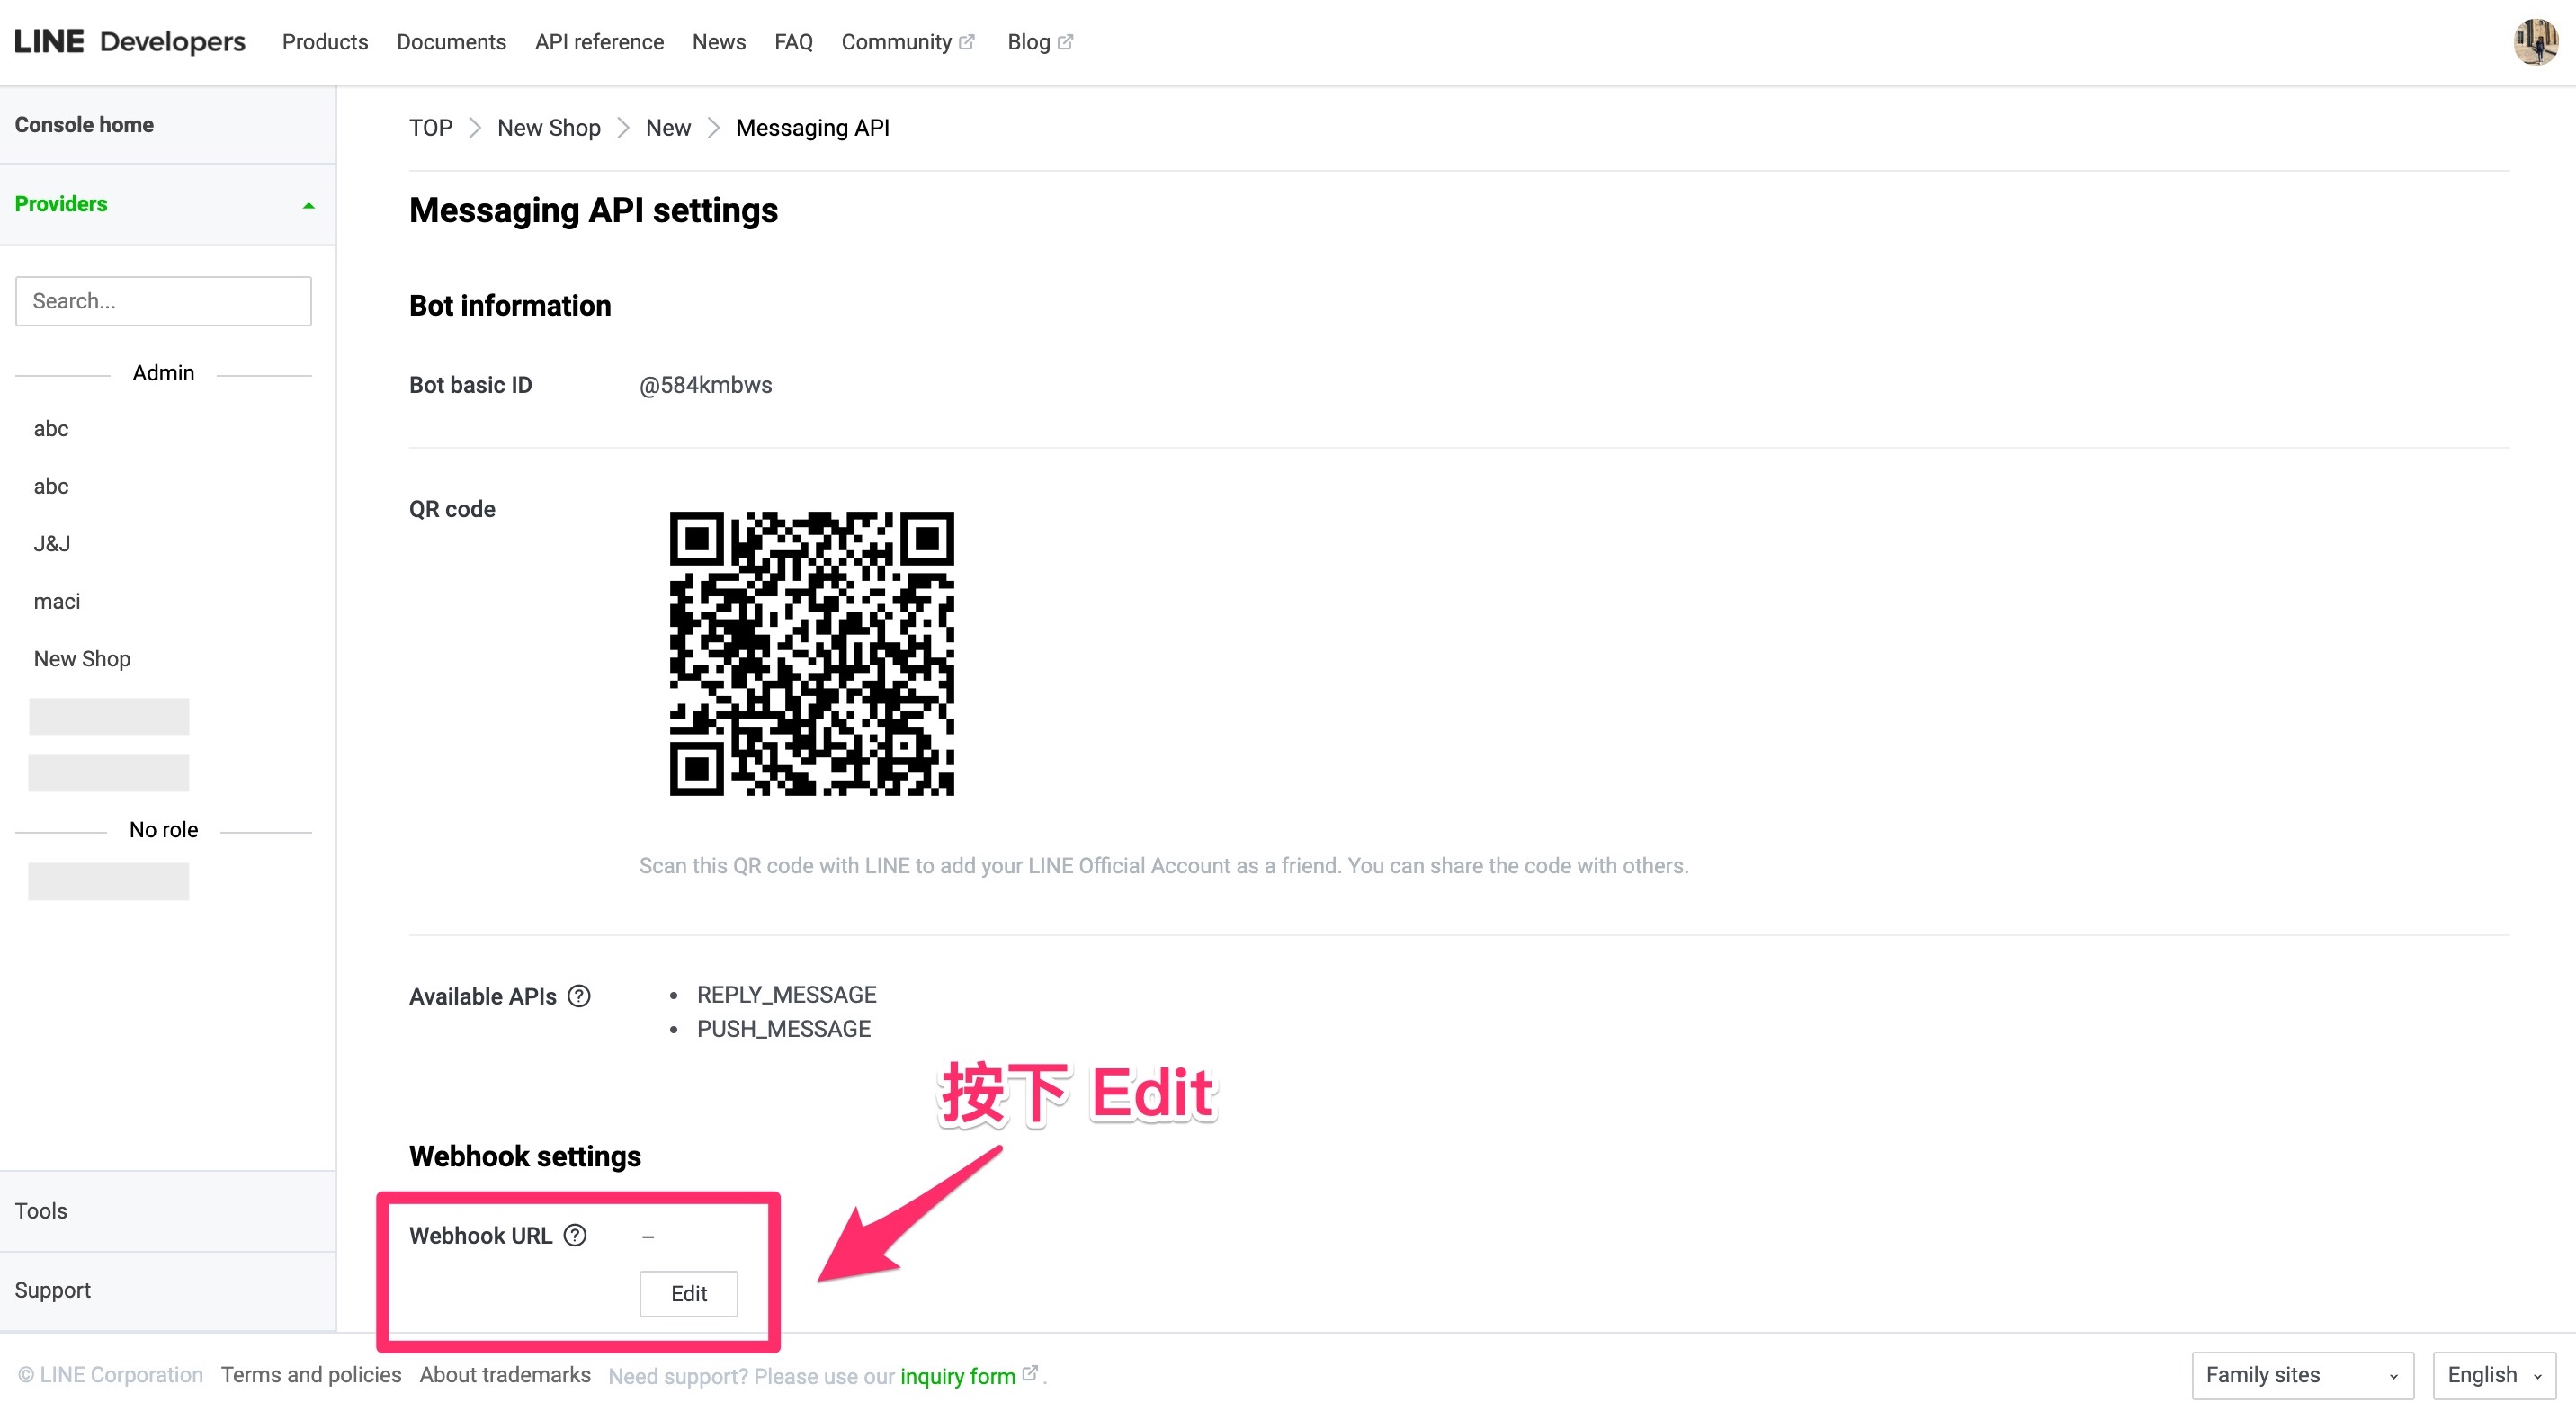 LINE Developers Products Documents API reference News FAQ Community Blog
Console home
Providers
Search...
Admin
abc
abc
J&J
maci
New Shop
No role
Tools
Support
TOP New Shop New Messaging API
Messaging API settings
Bot information
Bot basic ID @584kmbws
QR code
Scan this QR code with LINE to add your LINE Official Account as a friend. You can share the code with others.
Available APIs ?
• REPLY_MESSAGE
• PUSH_MESSAGE
按下 Edit
Webhook settings
Webhook URL ? –
Edit
© LINE Corporation Terms and policies About trademarks Need support? Please use our inquiry form .
Family sites English